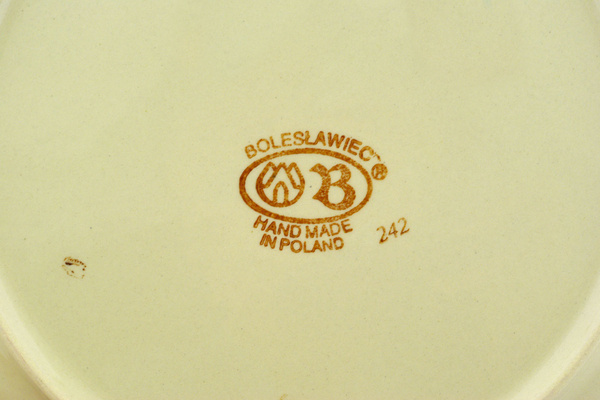 BOLESŁAWIEC ®
B
HAND MADE
IN POLAND
242